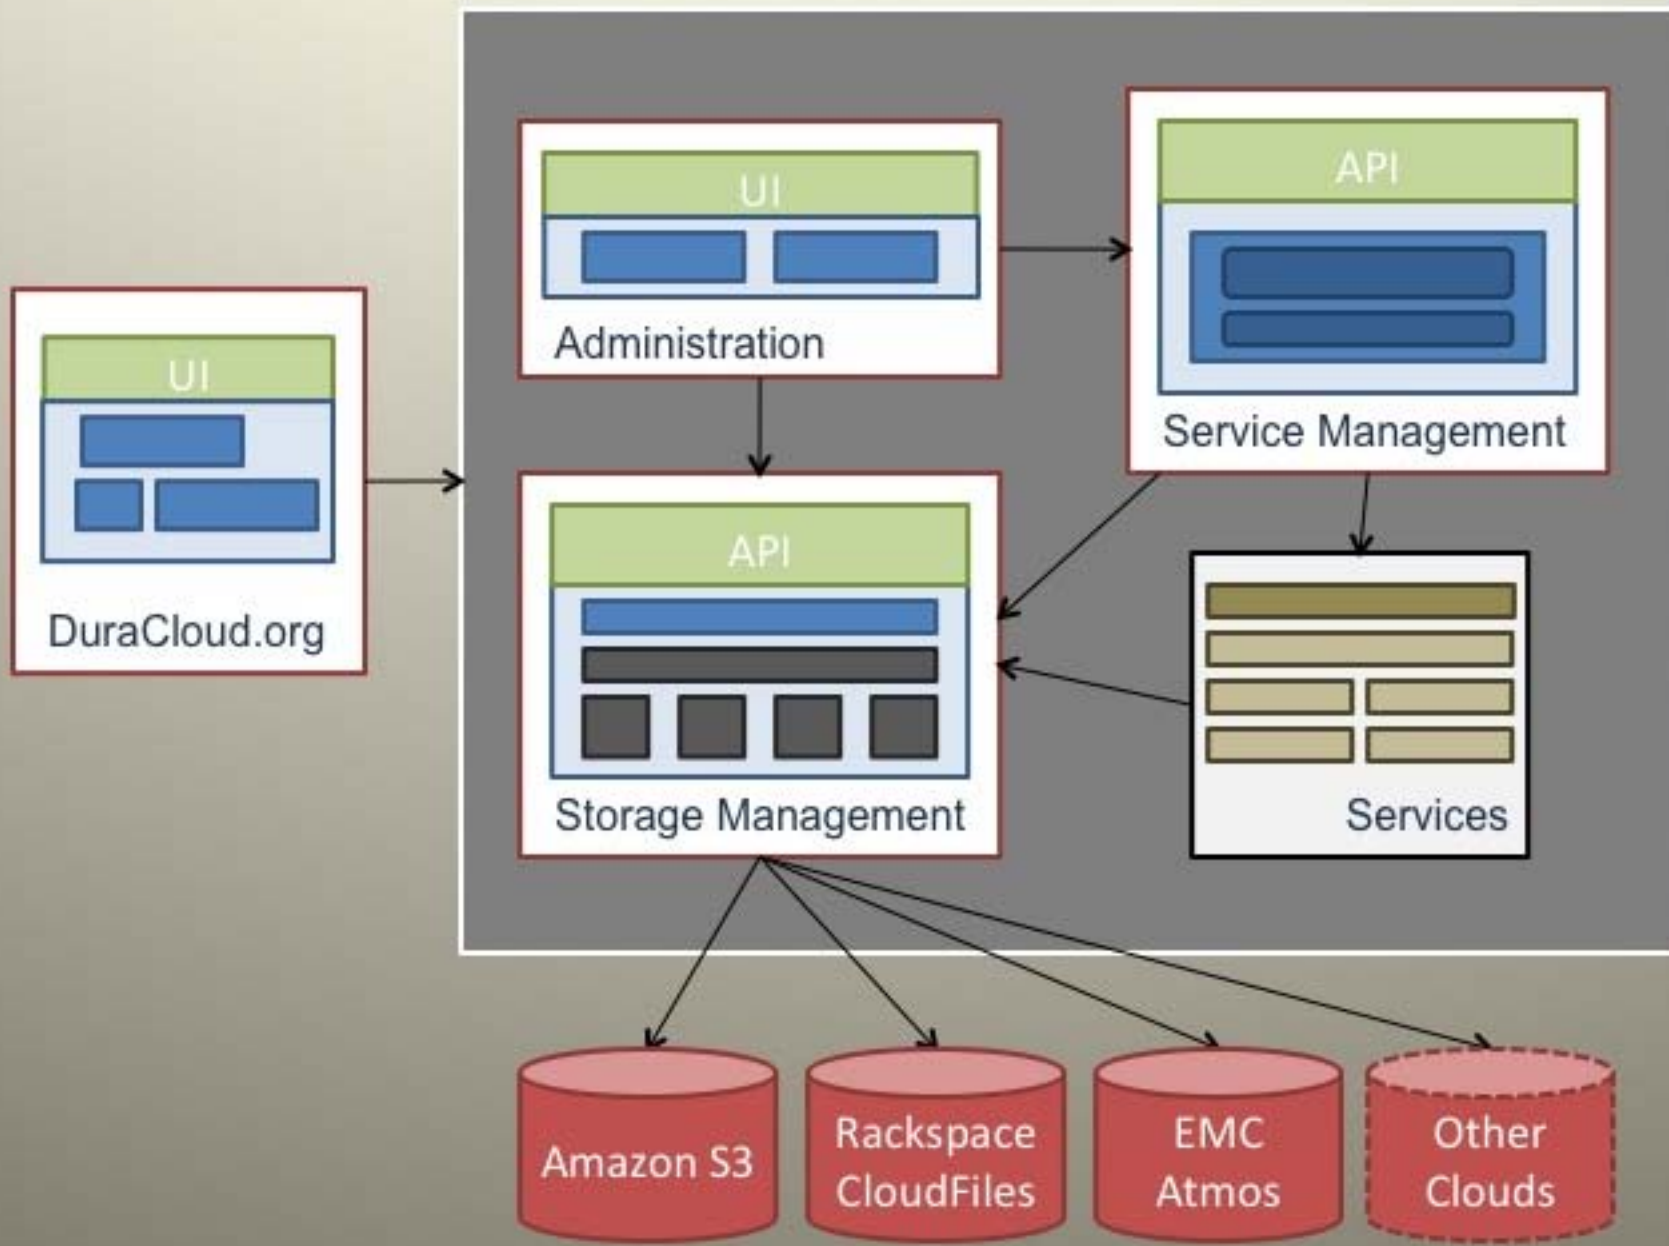 UI
DuraCloud.org
UI
Administration
API
Service Management
API
Storage Management
Services
Amazon S3
Rackspace
CloudFiles
EMC
Atmos
Other
Clouds